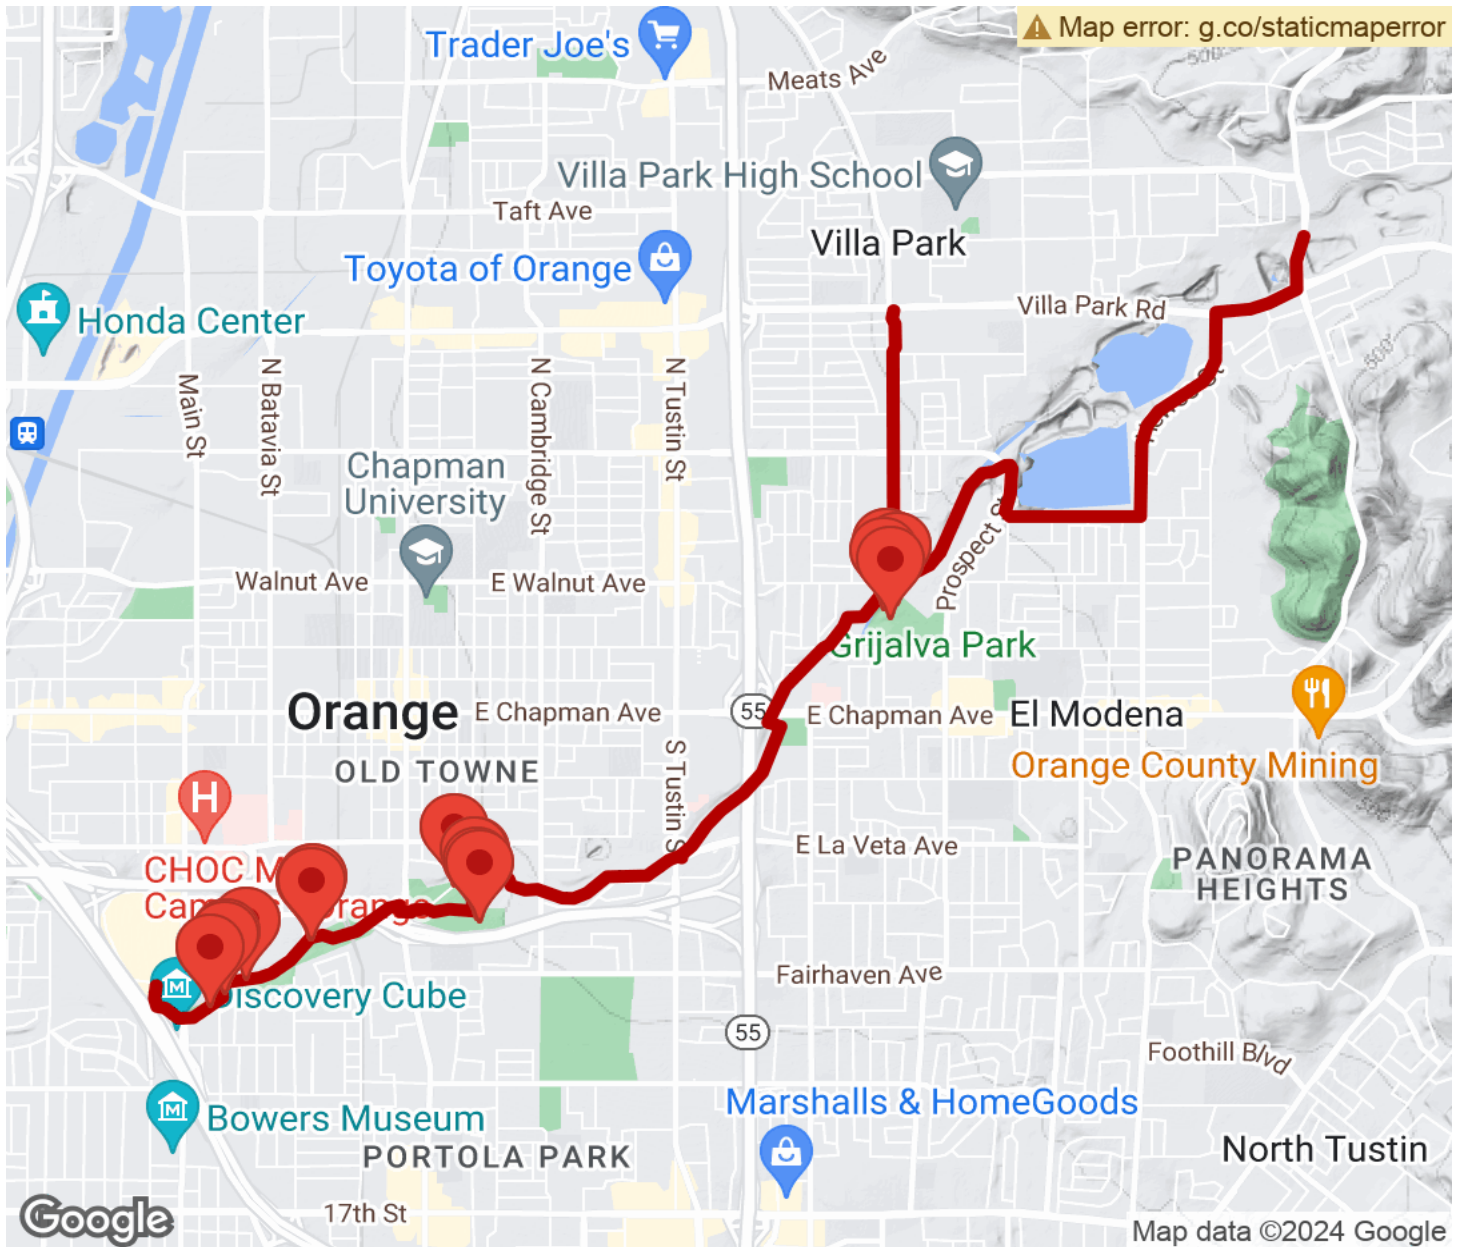 Map error: g.co/staticmaperror
Trader Joe's
Meats Ave
500'
Villa Park High School
Taft Ave
Villa Park
Toyota of Orange
Honda Center
Villa Park Rd
Main St
N Batavia St
N Cambridge St
N Tustin St
500'
Chapman
University
Prospect St
Walnut Ave
E Walnut Ave
Grijalva Park
Orange
E Chapman Ave
55
E Chapman Ave
El Modena
OLD TOWNE
S Tustin S
Orange County Mining
500
H
E La Veta Ave
CHOC M
PANORAMA
HEIGHTS
Fairhaven Ave
Discovery Cube
55
Foothill Blvd
Bowers Museum
Marshalls & HomeGoods
PORTOLA PARK
North Tustin
17th St
Google
Map data ©2024 Google